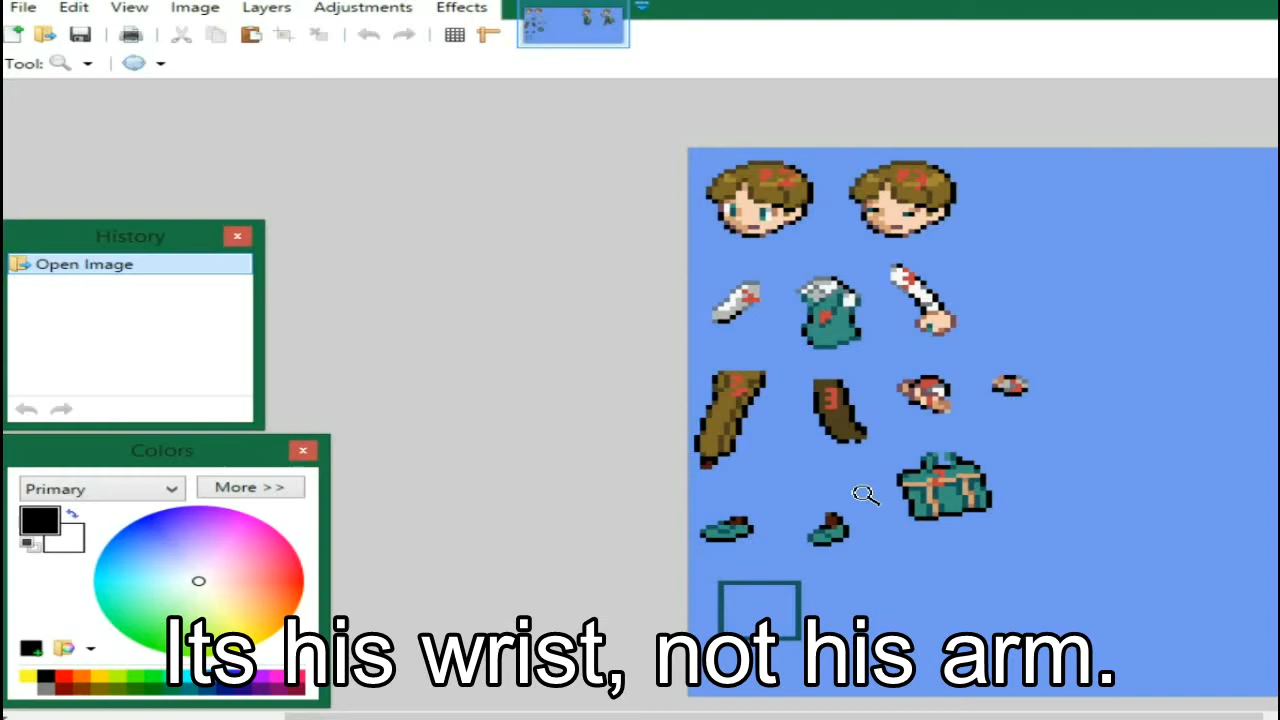 File Edit View Image Layers Adjustments Effects
Tool:
History
Open Image
Colors
Primary
More >>
3
Its his wrist, not his arm.